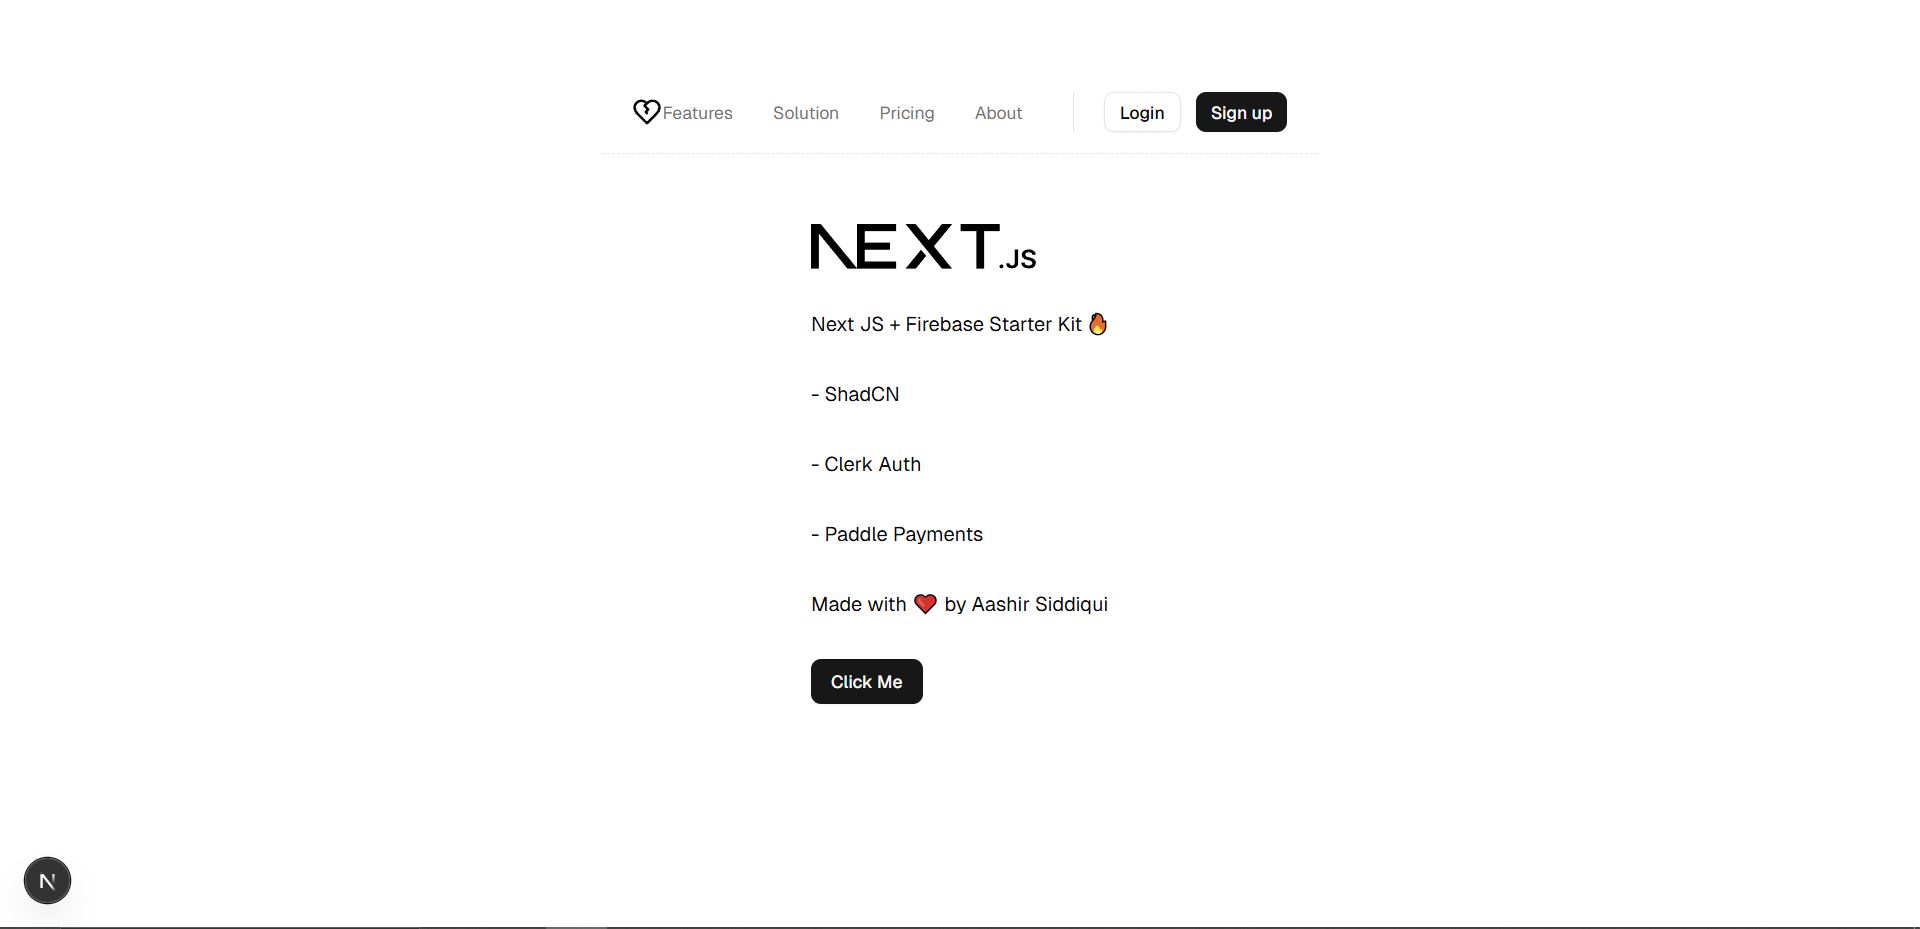 Features Solution Pricing About Login Sign up
NEXT.JS
Next JS + Firebase Starter Kit 🔥
- ShadCN
- Clerk Auth
- Paddle Payments
Made with ❤️ by Aashir Siddiqui
Click Me
N